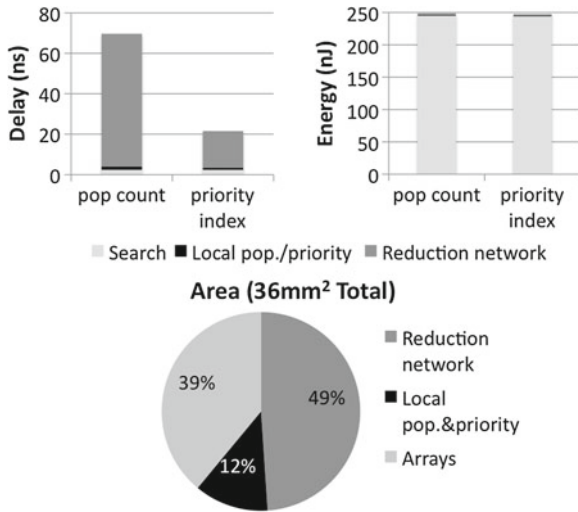 Delay (ns)
80
60
40
20
0
pop count
priority
index
Energy (nJ)
250
200
150
100
50
0
pop count
priority
index
Search
Local pop./priority
Reduction network
Area (36mm² Total)
39%
49%
12%
Reduction
network
Local
pop.&priority
Arrays